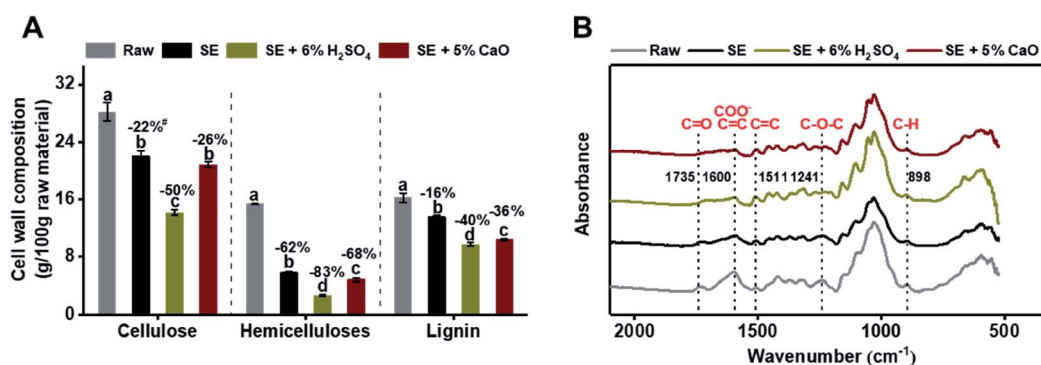 A
Raw SE SE + 6% H₂SO₄ SE + 5% CaO
Cell wall composition
(g/100g raw material)
32
24
16
8
0
a
-22%#
b
-50%
c
-26%
b
a
-62%
b
-83%
d
-68%
c
a
-16%
b
-40%
d
-36%
c
Cellulose Hemicelluloses Lignin
B
Raw SE SE + 6% H₂SO₄ SE + 5% CaO
Absorbance
COO⁻
C=O C=C C=C C-O-C C-H
1735 1600 1511 1241 898
2000 1500 1000 500
Wavenumber (cm⁻¹)